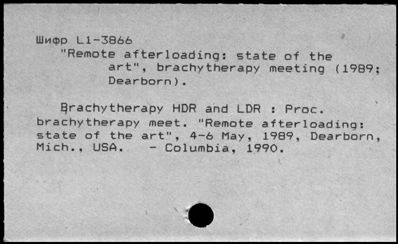 Шифр L1-3866
"Remote afterloading: state of the
art", brachytherapy meeting (1989;
Dearborn).
Brachytherapy HDR and LDR : Proc.
brachytherapy meet. "Remote afterloading:
state of the art", 4-6 May, 1989, Dearborn,
Mich., USA. - Columbia, 1990.